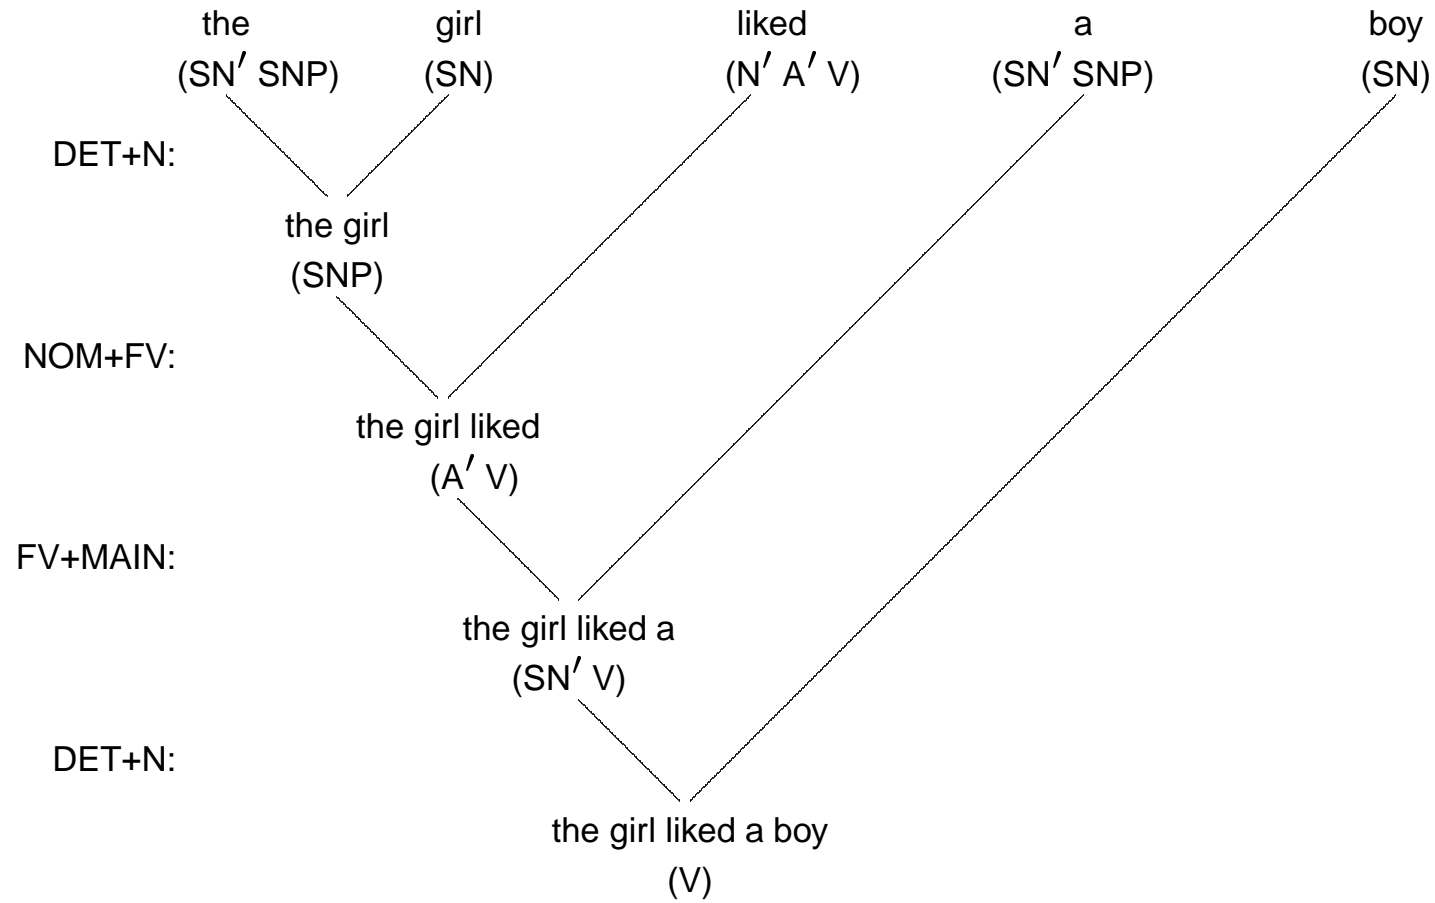 the girl liked a boy
(SN′ SNP) (SN) (N′ A′ V) (SN′ SNP) (SN)
DET+N:
the girl
(SNP)
NOM+FV:
the girl liked
(A′ V)
FV+MAIN:
the girl liked a
(SN′ V)
DET+N:
the girl liked a boy
(V)